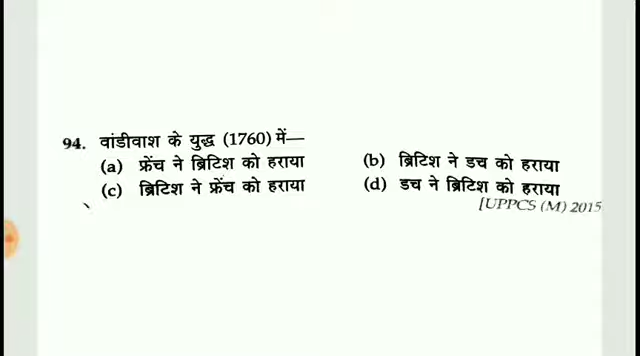 94. वांडीवाश के युद्ध (1760) में—
(a) फ्रेंच ने ब्रिटिश को हराया (b) ब्रिटिश ने डच को हराया
(c) ब्रिटिश ने फ्रेंच को हराया (d) डच ने ब्रिटिश को हराया
[UPPCS (M) 2015